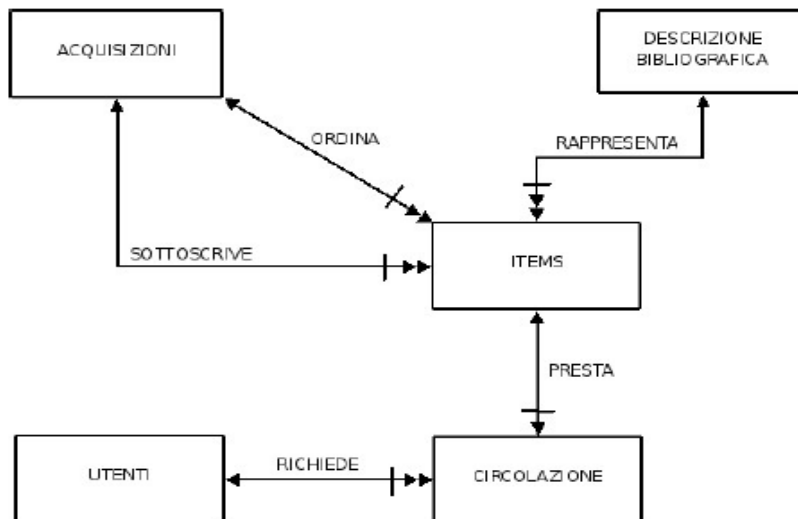 ACQUISIZIONI
DESCRIZIONE
BIBLIOGRAFICA
ORDINA
RAPPRESENTA
SOTTOSCRIVE
ITEMS
PRESTA
UTENTI
RICHIEDE
CIRCOLAZIONE